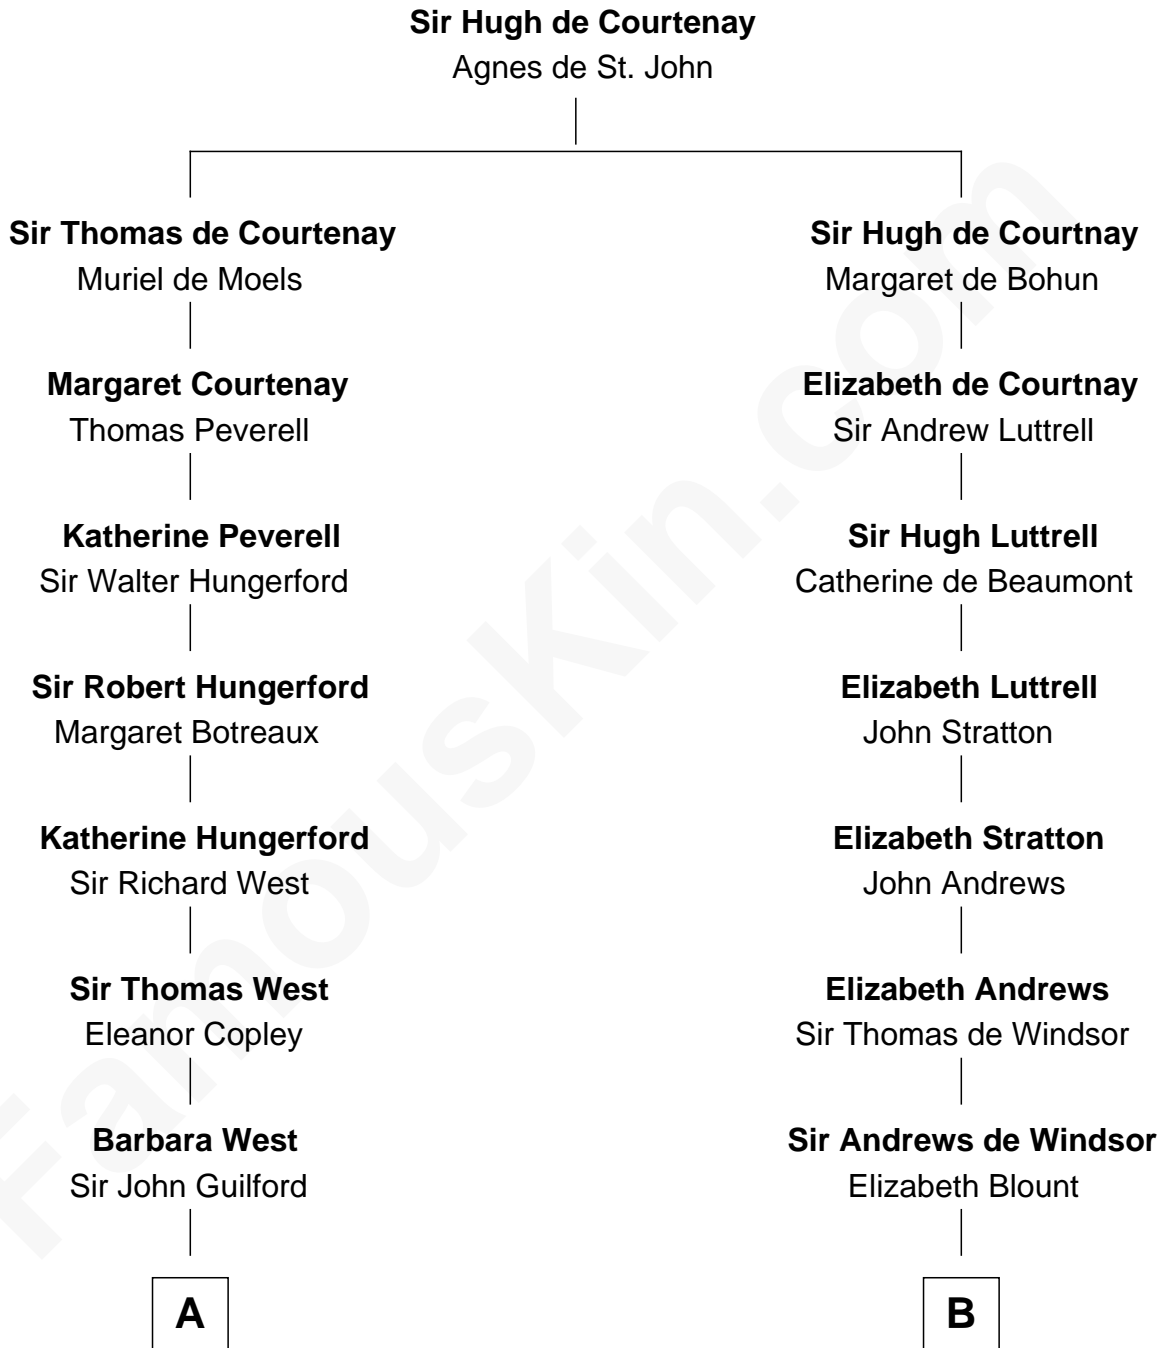 Sir Hugh de Courtenay
Agnes de St. John
Sir Thomas de Courtenay
Muriel de Moels
Sir Hugh de Courtnay
Margaret de Bohun
Margaret Courtenay
Thomas Peverell
Elizabeth de Courtnay
Sir Andrew Luttrell
Katherine Peverell
Sir Walter Hungerford
Sir Hugh Luttrell
Catherine de Beaumont
Sir Robert Hungerford
Margaret Botreaux
Elizabeth Luttrell
John Stratton
Katherine Hungerford
Sir Richard West
Elizabeth Stratton
John Andrews
Sir Thomas West
Eleanor Copley
Elizabeth Andrews
Sir Thomas de Windsor
Barbara West
Sir John Guilford
Sir Andrews de Windsor
Elizabeth Blount
A
B
FamousKin.com